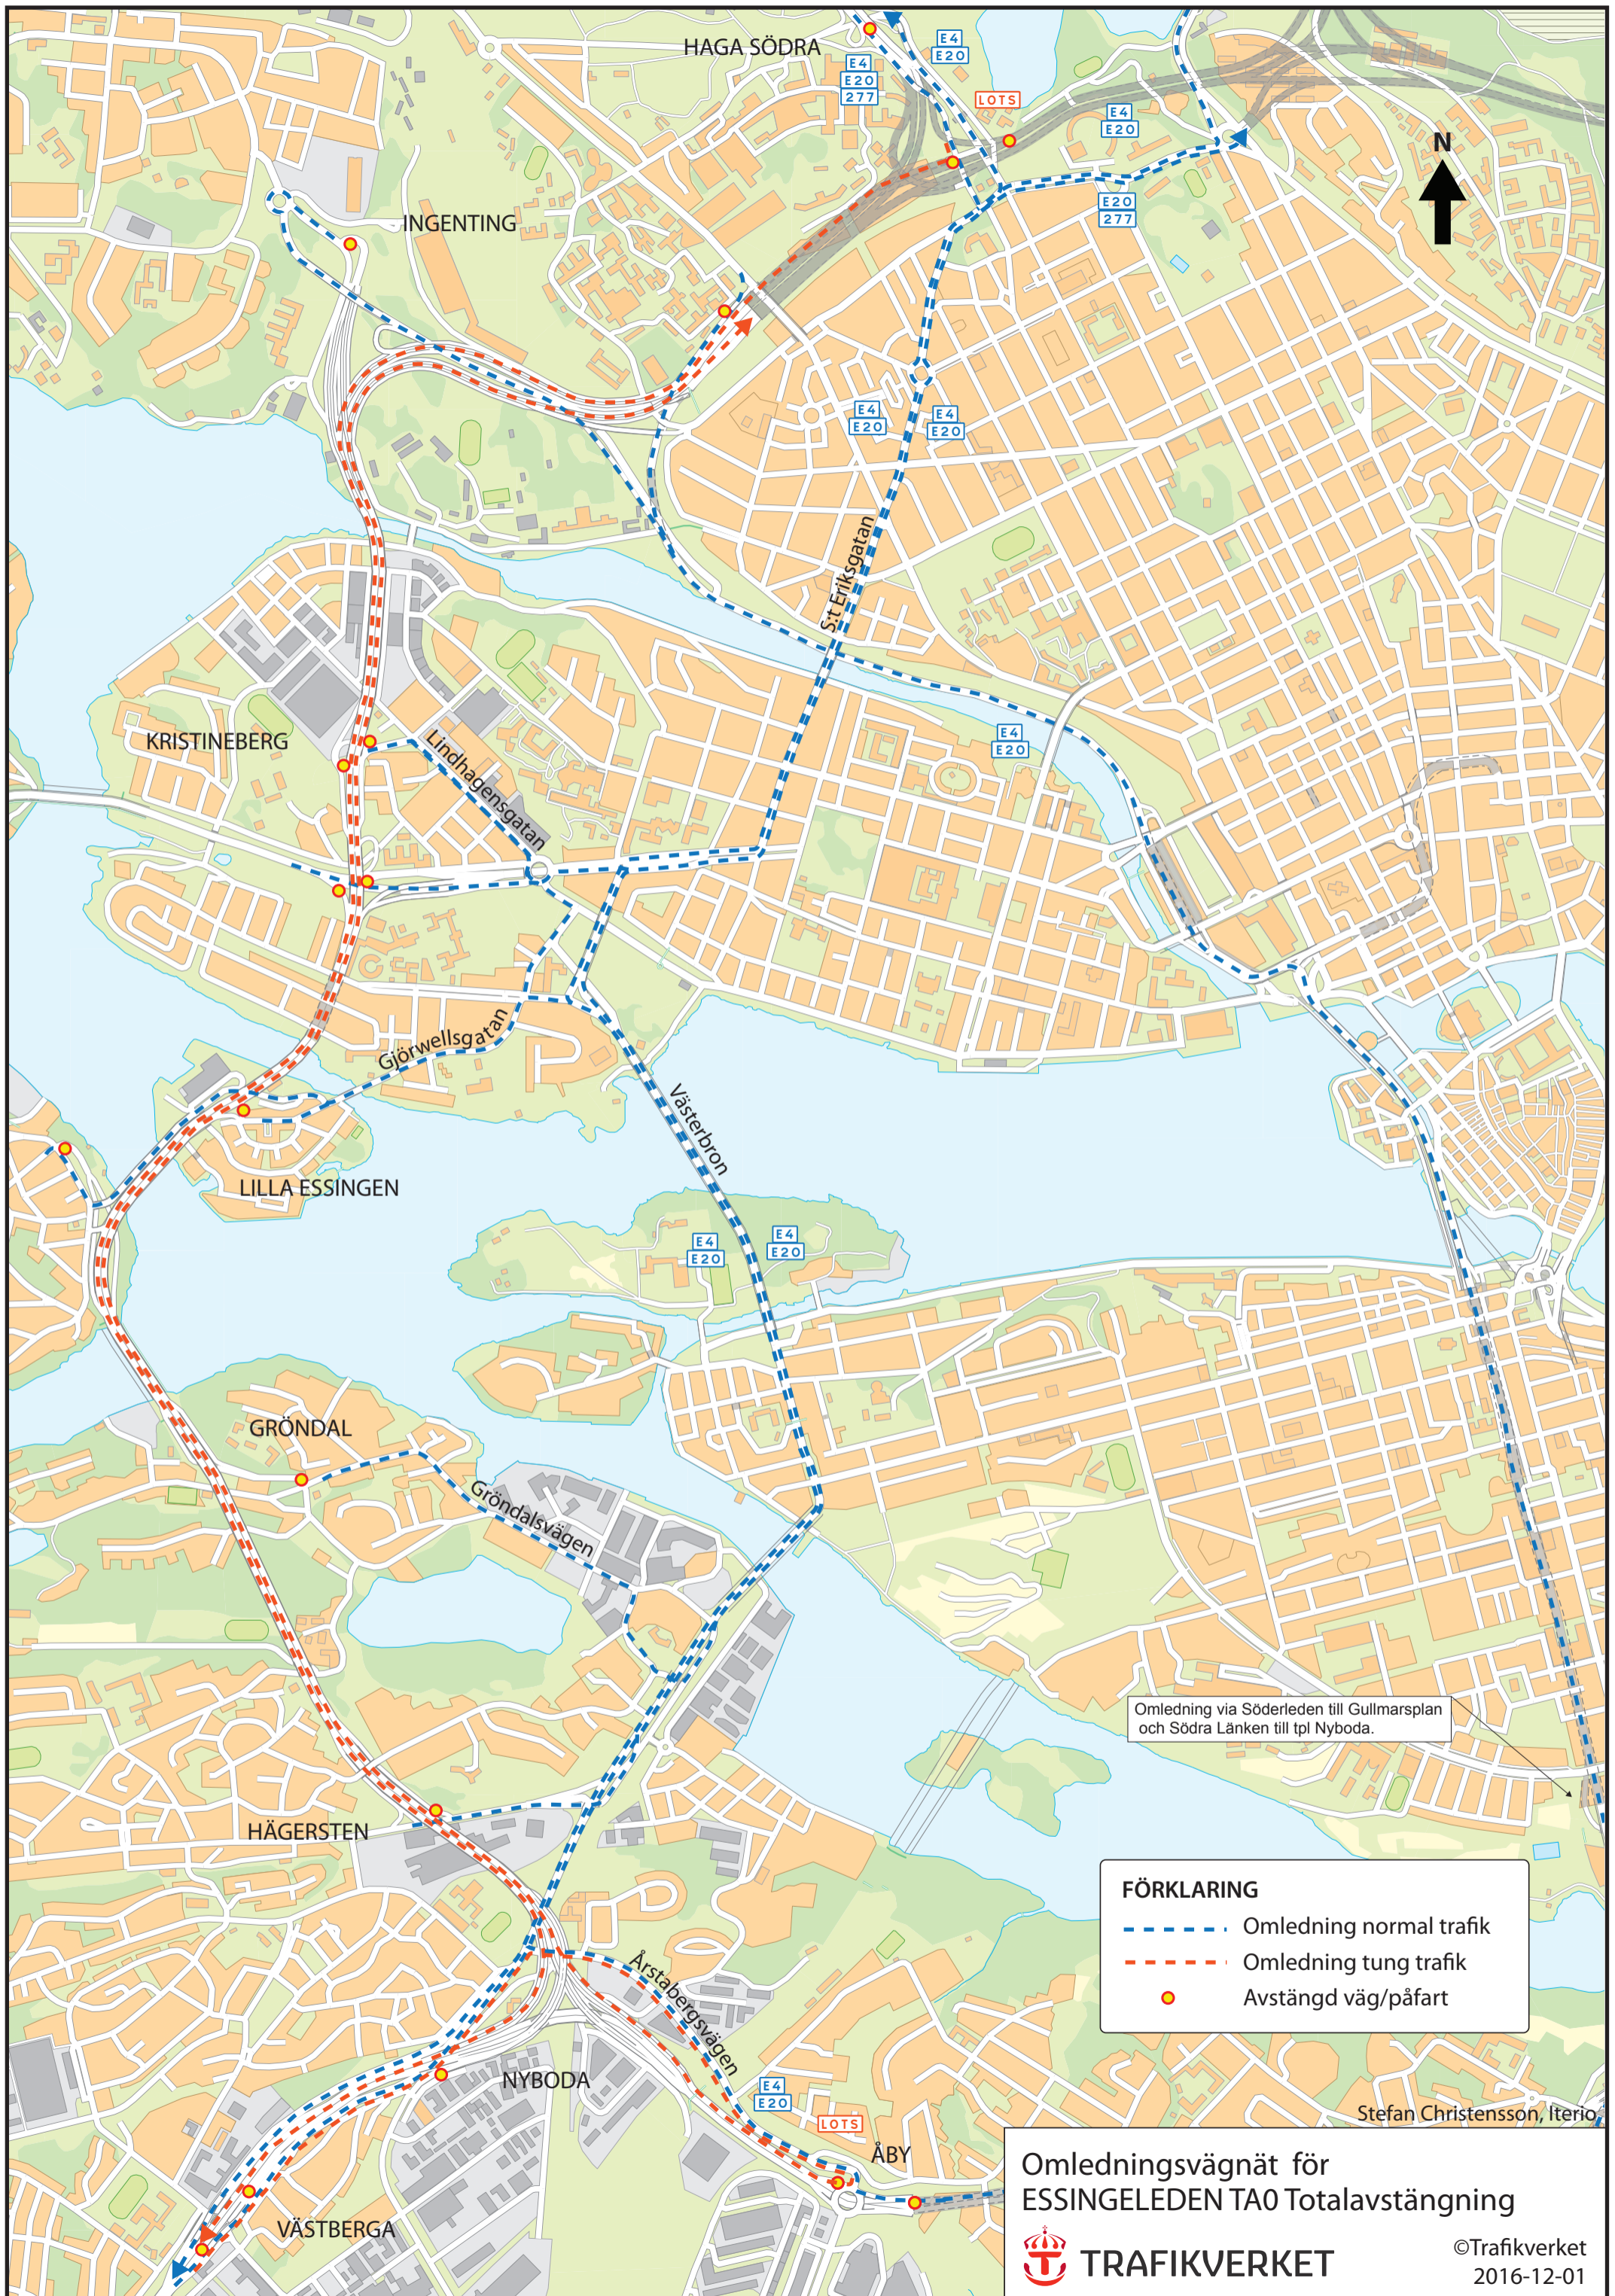 HAGA SÖDRA
E4
E20
E4
E20
277
LOTS
E4
E20
N
E20
277
INGENTING
E4
E20
E4
E20
S:t Eriksgatan
KRISTINEBERG
Lindhagensgatan
E4
E20
Gjörwellsgatan
Västerbron
LILLA ESSINGEN
E4
E20
E4
E20
GRÖNDAL
Gröndalsvägen
Omledning via Söderleden till Gullmarsplan
och Södra Länken till tpl Nyboda.
HÄGERSTEN
FÖRKLARING
Omledning normal trafik
Omledning tung trafik
Avstängd väg/påfart
Årstabergsvägen
NYBODA
E4
E20
LOTS
Stefan Christensson, Iterio
ÅBY
VÄSTBERGA
Omledningsvägnät för
ESSINGELEDEN TA0 Totalavstängning
TRAFIKVERKET
©Trafikverket
2016-12-01